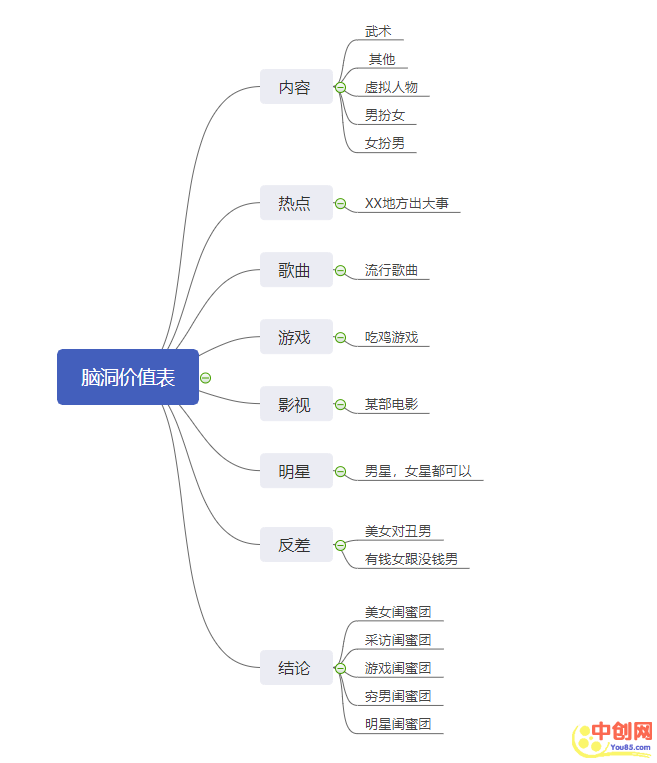 脑洞价值表
内容
武术
其他
虚拟人物
男扮女
女扮男
热点
XX地方出大事
歌曲
流行歌曲
游戏
吃鸡游戏
影视
某部电影
明星
男星，女星都可以
反差
美女对丑男
有钱女跟没钱男
结论
美女闺蜜团
采访闺蜜团
游戏闺蜜团
穷男闺蜜团
明星闺蜜团
中创网
You85.com